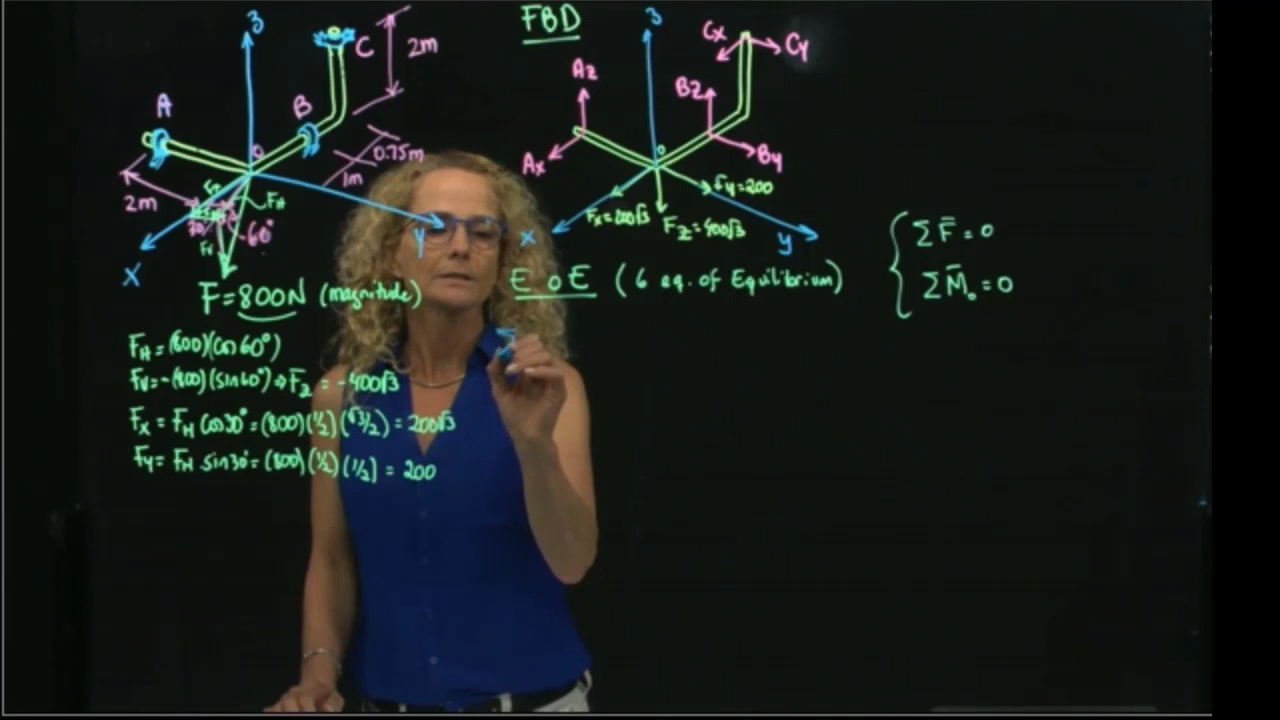 3
C
2m
A
B
0
0.75m
1m
2m
FH
60°
30
Fv
X
Y
F=800N (magnitude)
FH = (800)(cos 60°)
Fv = -(800)(sin 60°) ⇒ Fz = -400√3
Fx = FH cos 30° = (800)(1/2)(√3/2) = 200√3
Fy = FH sin 30° = (800)(1/2)(1/2) = 200
FBD
3
Cx
Cy
Az
Bz
0
Ax
By
Fy=200
Fx=200√3
Fz=400√3
x
y
E o E (6 eq. of Equilibrium)
Σ F̄ = 0
Σ M̄o = 0
Σ